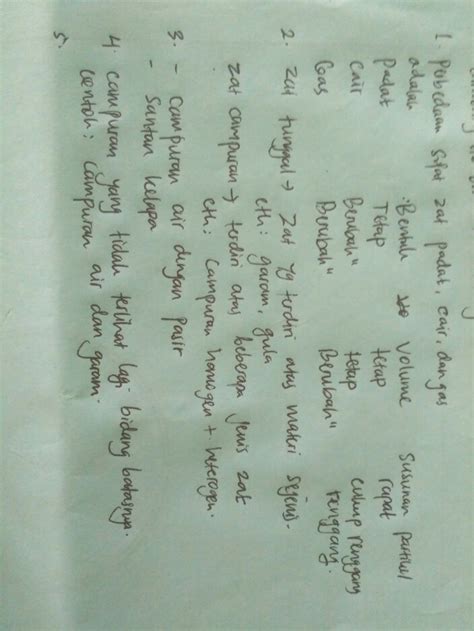 1. Perbedaan sifat zat padat, cair, dan gas
adalah : Bentuk Volume Susunan partikel
Padat Tetap tetap rapat
Cair Berubah" tetap cukup renggang
Gas Berubah" Berubah" renggang.
2. Zat tunggal → Zat yg terdiri atas materi sejenis.
cth : garam, gula
Zat campuran → terdiri atas beberapa jenis zat
cth : campuran homogen + heterogen.
3. - Campuran air dengan pasir
- Santan kelapa
4. Campuran yang tidak terlihat lagi bidang batasnya.
Contoh : Campuran air dan garam.
5.